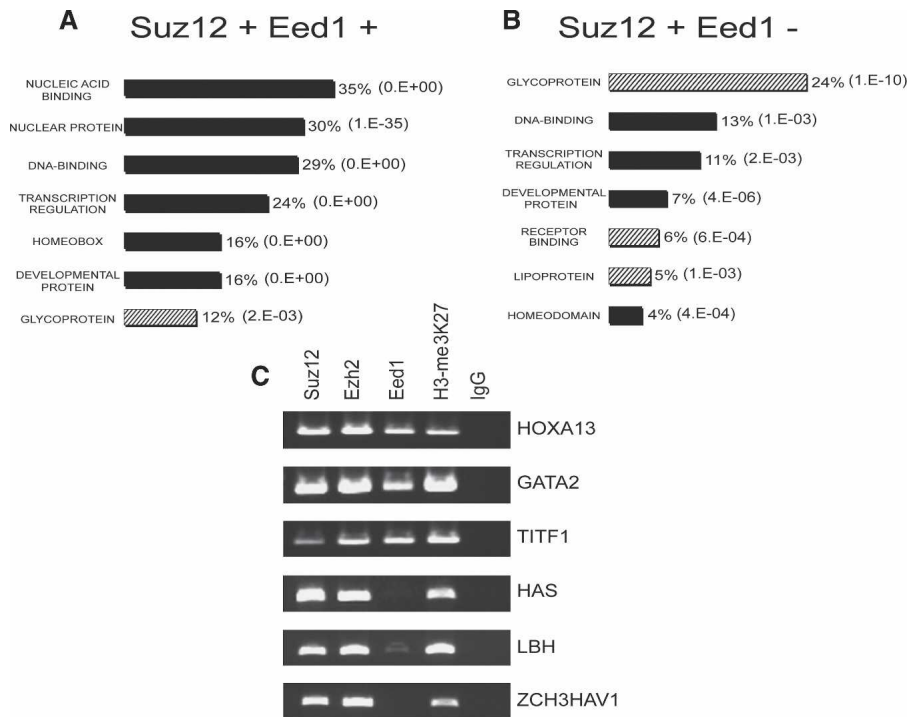 A Suz12 + Eed1 +
NUCLEIC ACID
BINDING
35% (0.E+00)
NUCLEAR PROTEIN 30% (1.E-35)
DNA-BINDING 29% (0.E+00)
TRANSCRIPTION
REGULATION
24% (0.E+00)
HOMEOBOX 16% (0.E+00)
DEVELOPMENTAL
PROTEIN
16% (0.E+00)
GLYCOPROTEIN 12% (2.E-03)
B Suz12 + Eed1 -
GLYCOPROTEIN 24% (1.E-10)
DNA-BINDING 13% (1.E-03)
TRANSCRIPTION
REGULATION
11% (2.E-03)
DEVELOPMENTAL
PROTEIN
7% (4.E-06)
RECEPTOR
BINDING
6% (6.E-04)
LIPOPROTEIN 5% (1.E-03)
HOMEODOMAIN 4% (4.E-04)
C
Suz12
Ezh2
Eed1
H3-me3K27
IgG
HOXA13
GATA2
TITF1
HAS
LBH
ZCH3HAV1